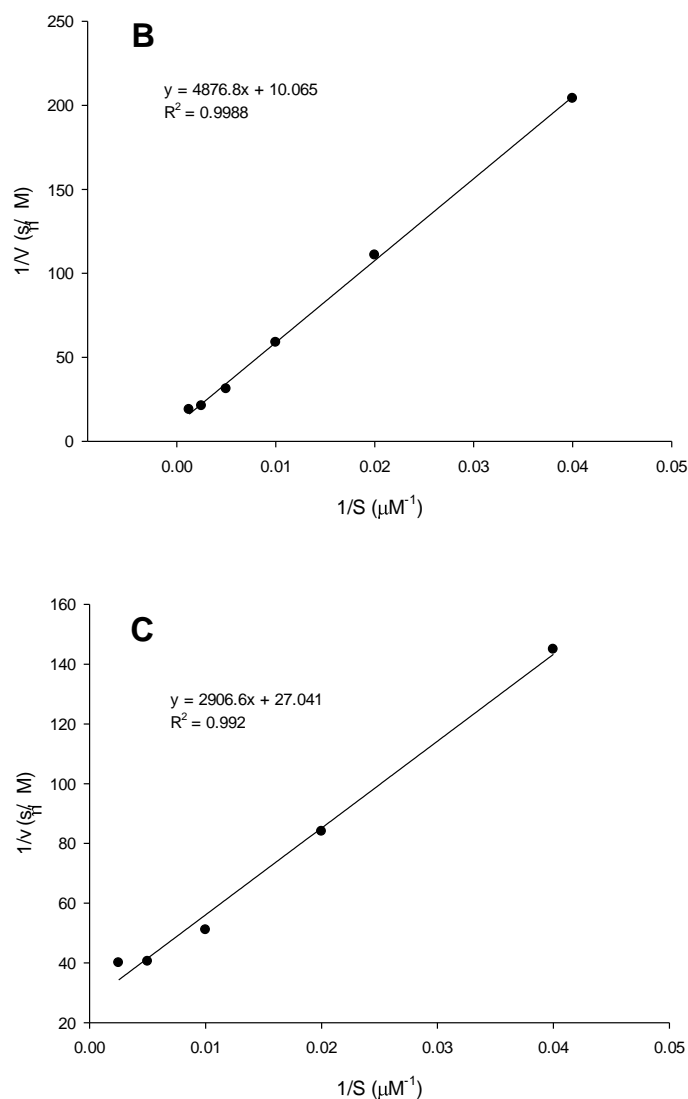 B
250
y = 4876.8x + 10.065
R² = 0.9988
200
150
100
50
0
1/V (s/ M)
0.00 0.01 0.02 0.03 0.04 0.05
1/S (μM⁻¹)
C
160
y = 2906.6x + 27.041
R² = 0.992
140
120
100
80
60
40
20
1/v (s/ M)
0.00 0.01 0.02 0.03 0.04 0.05
1/S (μM⁻¹)